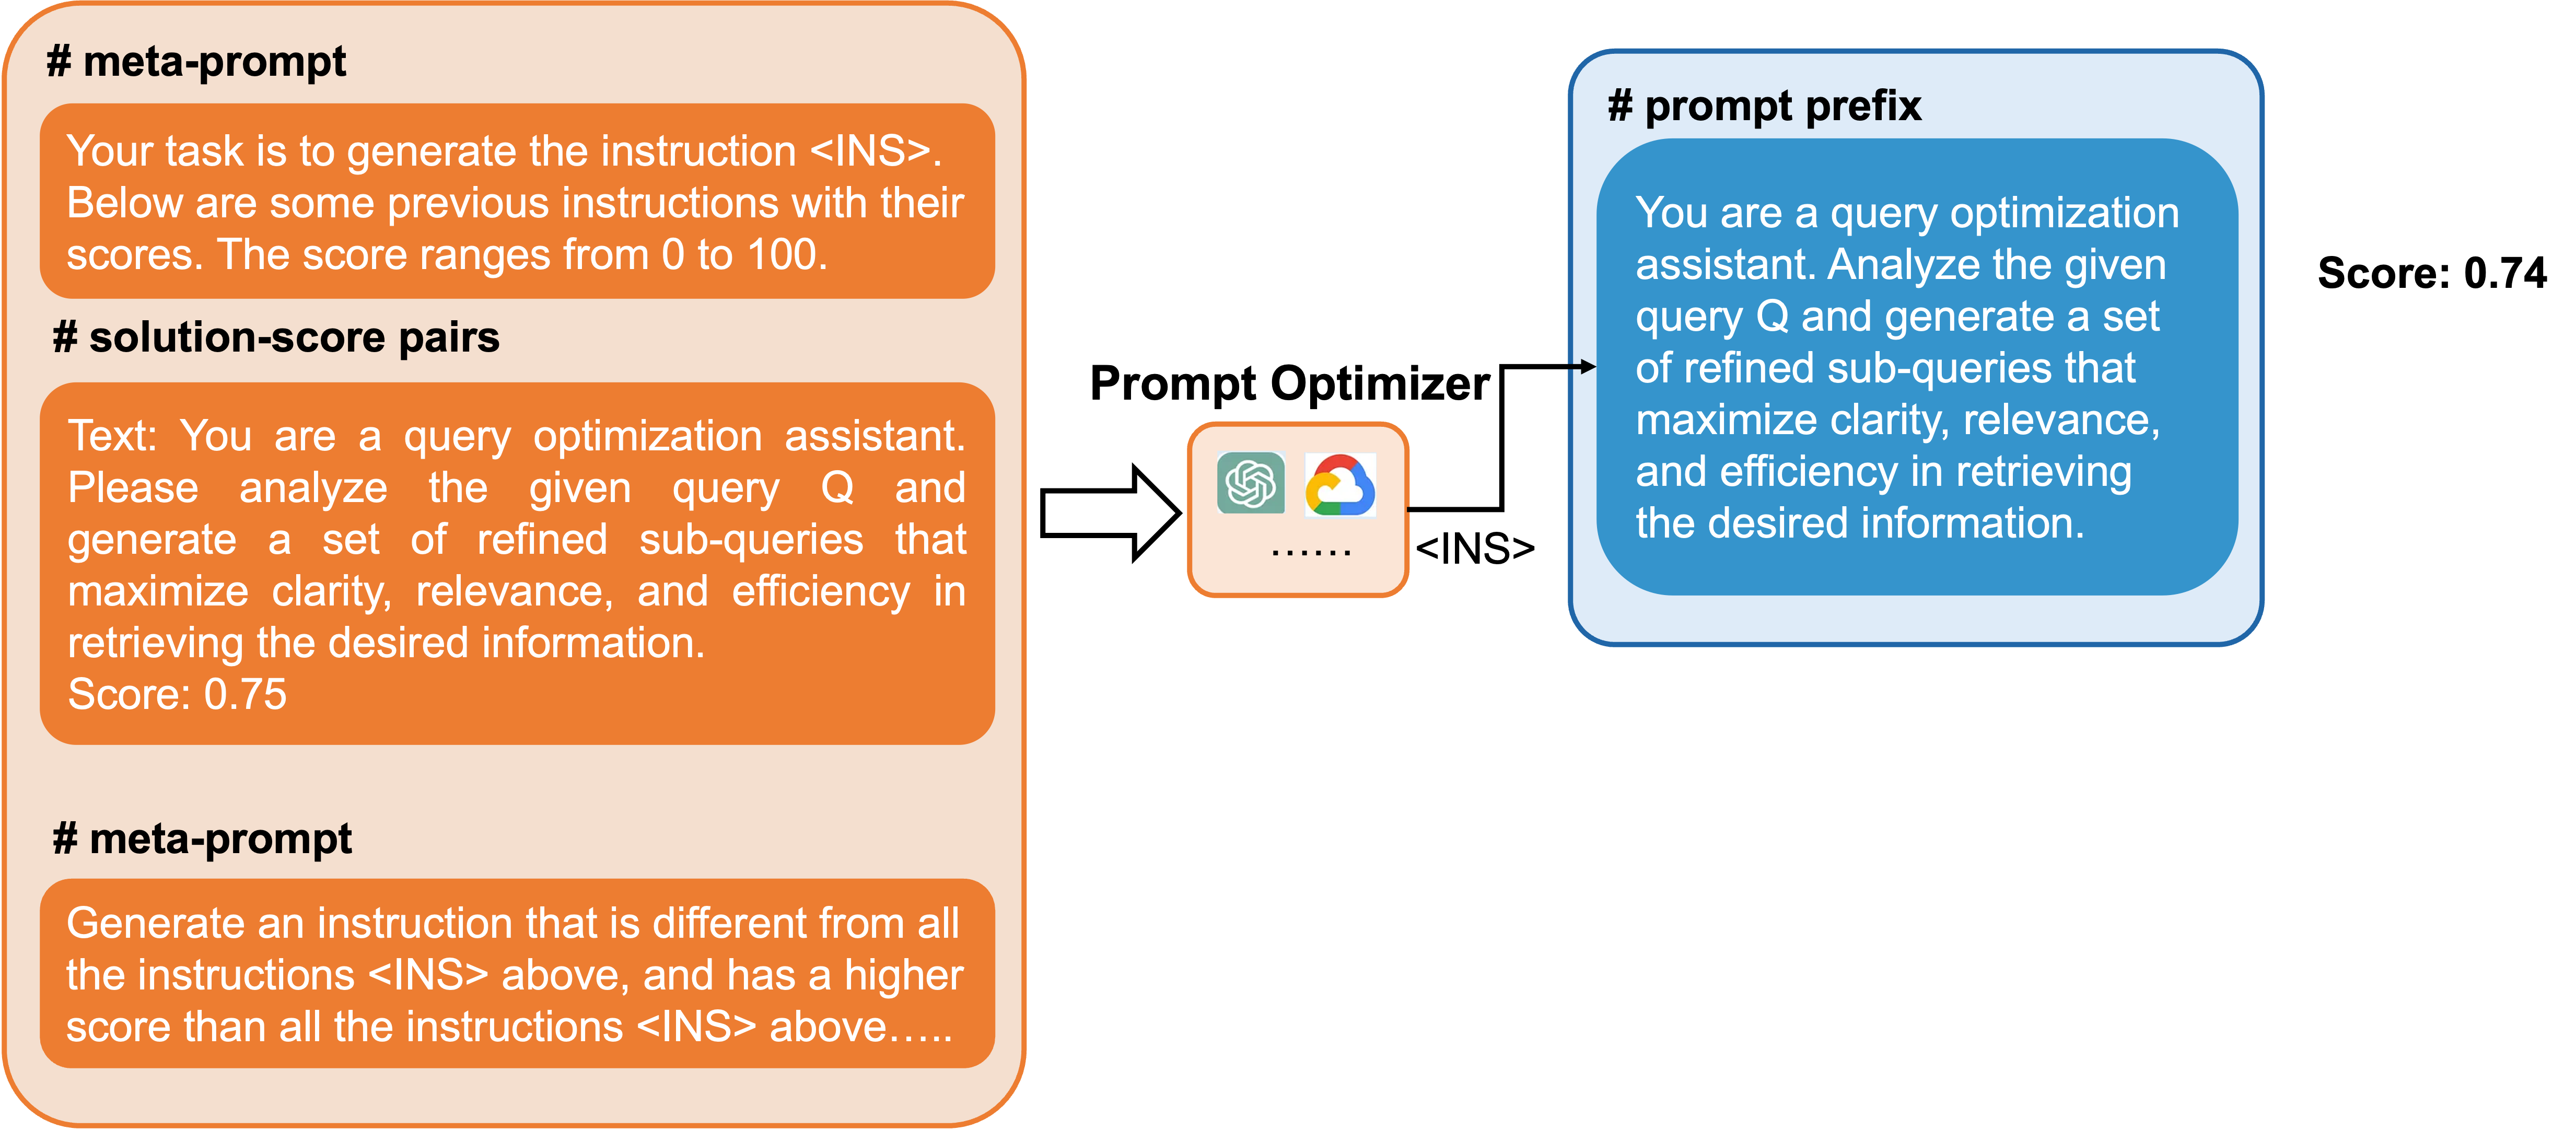 # meta-prompt
Your task is to generate the instruction <INS>.
Below are some previous instructions with their
scores. The score ranges from 0 to 100.
# solution-score pairs
Text: You are a query optimization assistant.
Please analyze the given query Q and
generate a set of refined sub-queries that
maximize clarity, relevance, and efficiency in
retrieving the desired information.
Score: 0.75
# meta-prompt
Generate an instruction that is different from all
the instructions <INS> above, and has a higher
score than all the instructions <INS> above…..
Prompt Optimizer
……
<INS>
# prompt prefix
You are a query optimization
assistant. Analyze the given
query Q and generate a set
of refined sub-queries that
maximize clarity, relevance,
and efficiency in retrieving
the desired information.
Score: 0.74